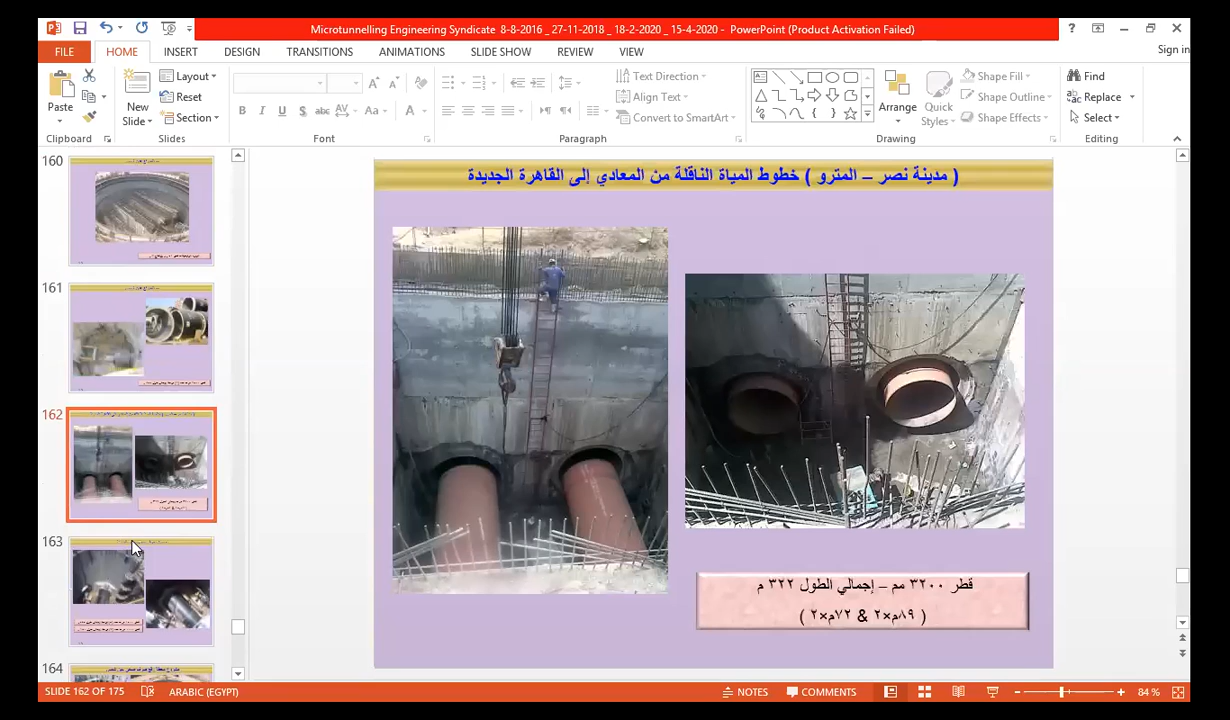 Microtunnelling Engineering Syndicate 8-8-2016 _ 27-11-2018 _ 18-2-2020 _ 15-4-2020 - PowerPoint (Product Activation Failed)
Sign in
FILE HOME INSERT DESIGN TRANSITIONS ANIMATIONS SLIDE SHOW REVIEW VIEW
Paste
New Slide
Layout
Reset
Section
Text Direction
Align Text
Convert to SmartArt
Arrange
Quick Styles
Shape Fill
Shape Outline
Shape Effects
Find
Replace
Select
Clipboard Slides Font Paragraph Drawing Editing
160
161
162
163
164
( مدينة نصر – المترو ) خطوط المياة الناقلة من المعادي إلى القاهرة الجديدة
قطر ٣٢٠٠ مم – إجمالي الطول ٣٢٢ م
( ٨٩م×٢ & ٧٢م×٢ )
SLIDE 162 OF 175 ARABIC (EGYPT) NOTES COMMENTS 84 %